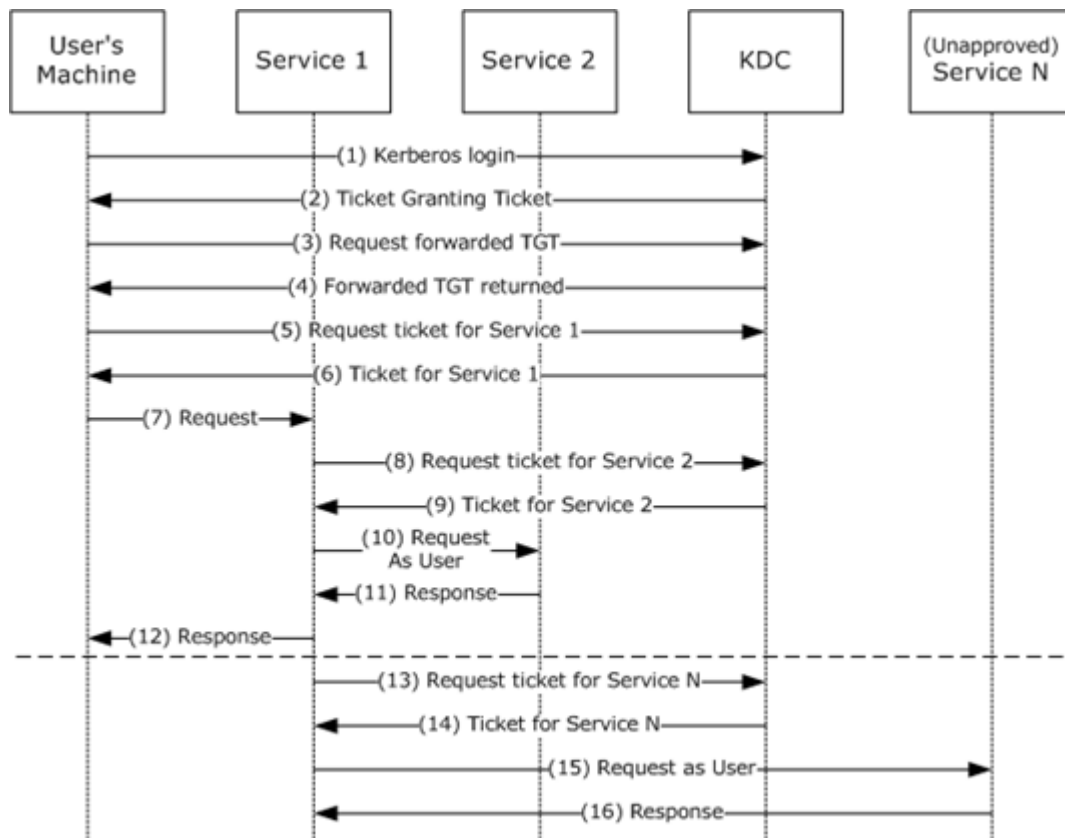 User's
Machine
Service 1
Service 2
KDC
(Unapproved)
Service N
(1) Kerberos login
(2) Ticket Granting Ticket
(3) Request forwarded TGT
(4) Forwarded TGT returned
(5) Request ticket for Service 1
(6) Ticket for Service 1
(7) Request
(8) Request ticket for Service 2
(9) Ticket for Service 2
(10) Request
As User
(11) Response
(12) Response
(13) Request ticket for Service N
(14) Ticket for Service N
(15) Request as User
(16) Response